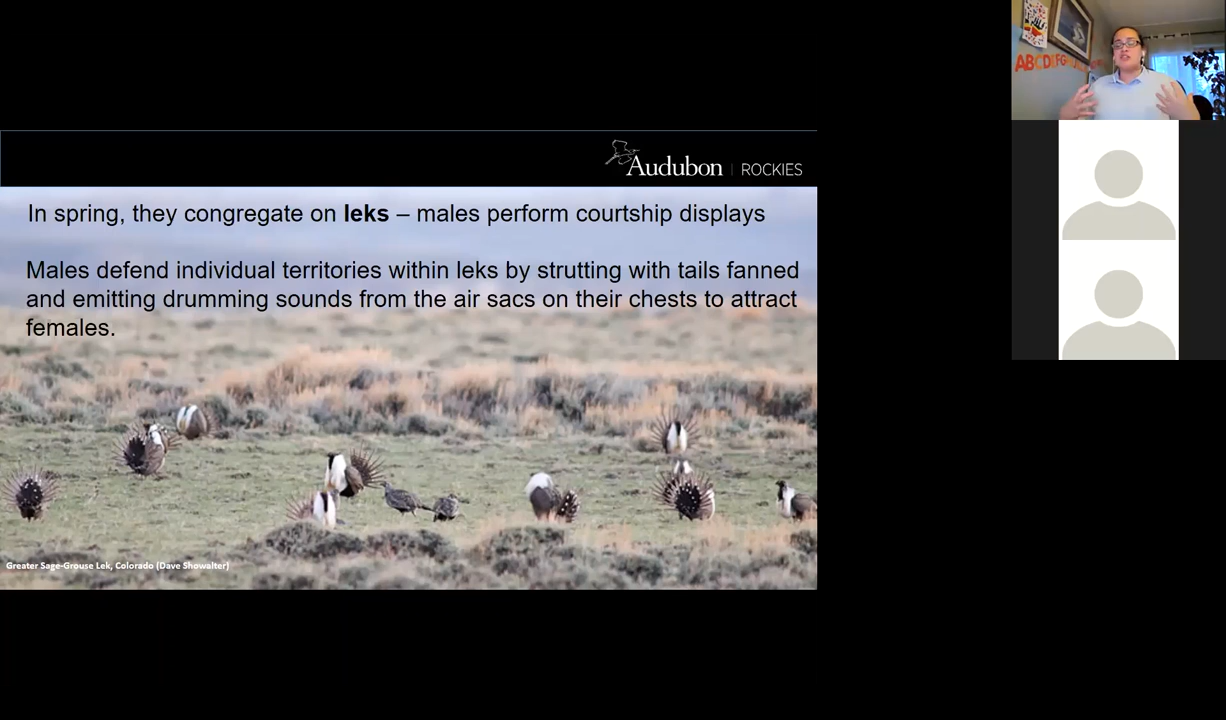 ABCDEFG
Audubon | ROCKIES
In spring, they congregate on leks – males perform courtship displays
Males defend individual territories within leks by strutting with tails fanned
and emitting drumming sounds from the air sacs on their chests to attract
females.
Greater Sage-Grouse Lek, Colorado (Dave Showalter)